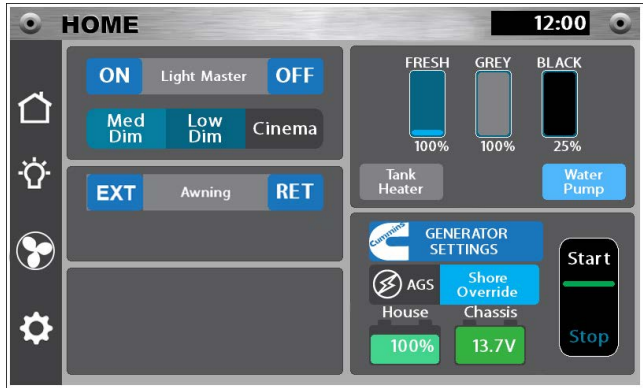 HOME
12:00
ON Light Master OFF
Med
Dim
Low
Dim
Cinema
EXT Awning RET
FRESH GREY BLACK
100% 100% 25%
Tank
Heater
Water
Pump
Cummins
GENERATOR
SETTINGS
AGS
Shore
Override
House Chassis
100% 13.7V
Start
Stop